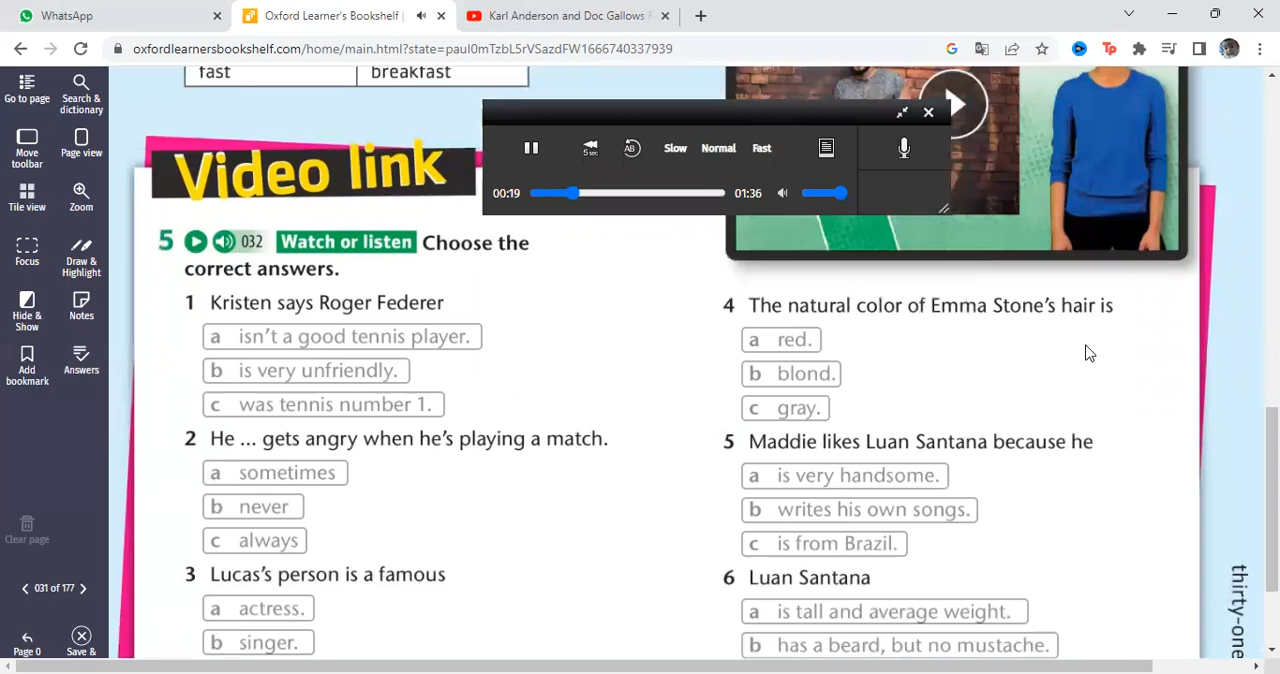 WhatsApp
Oxford Learner's Bookshelf
Karl Anderson and Doc Gallows
oxfordlearnersbookshelf.com/home/main.html?state=paul0mTzbL5rVSazdFW1666740337939
Go to page
Search & dictionary
Move toolbar
Page view
Tile view
Zoom
Focus
Draw & Highlight
Hide & Show
Notes
Add bookmark
Answers
Clear page
031 of 177
Page 0
Save &
fast breakfast
5 sec
AB
Slow Normal Fast
00:19 01:36
Video link
5 032 Watch or listen Choose the
correct answers.
1 Kristen says Roger Federer
a isn't a good tennis player.
b is very unfriendly.
c was tennis number 1.
2 He ... gets angry when he's playing a match.
a sometimes
b never
c always
3 Lucas's person is a famous
a actress.
b singer.
4 The natural color of Emma Stone's hair is
a red.
b blond.
c gray.
5 Maddie likes Luan Santana because he
a is very handsome.
b writes his own songs.
c is from Brazil.
6 Luan Santana
a is tall and average weight.
b has a beard, but no mustache.
thirty-one